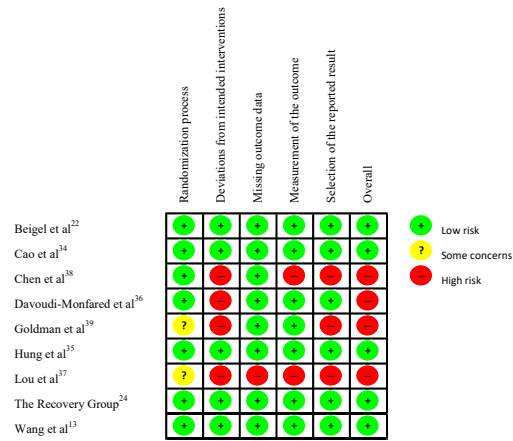 Randomization process
Deviations from intended interventions
Missing outcome data
Measurement of the outcome
Selection of the reported result
Overall
Beigel et al22 + + + + + + + Low risk
Cao et al34 + + + + + + ? Some concerns
Chen et al38 + − + − − − − High risk
Davoudi-Monfared et al36 + − + + + −
Goldman et al39 ? − + + − −
Hung et al35 + + + + + +
Lou et al37 ? − − − − −
The Recovery Group24 + + + + + +
Wang et al13 + + + + + +